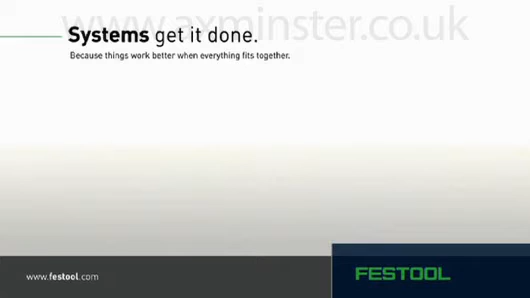 www.axminster.co.uk
Systems get it done.
Because things work better when everything fits together.
www.festool.com
FESTOOL